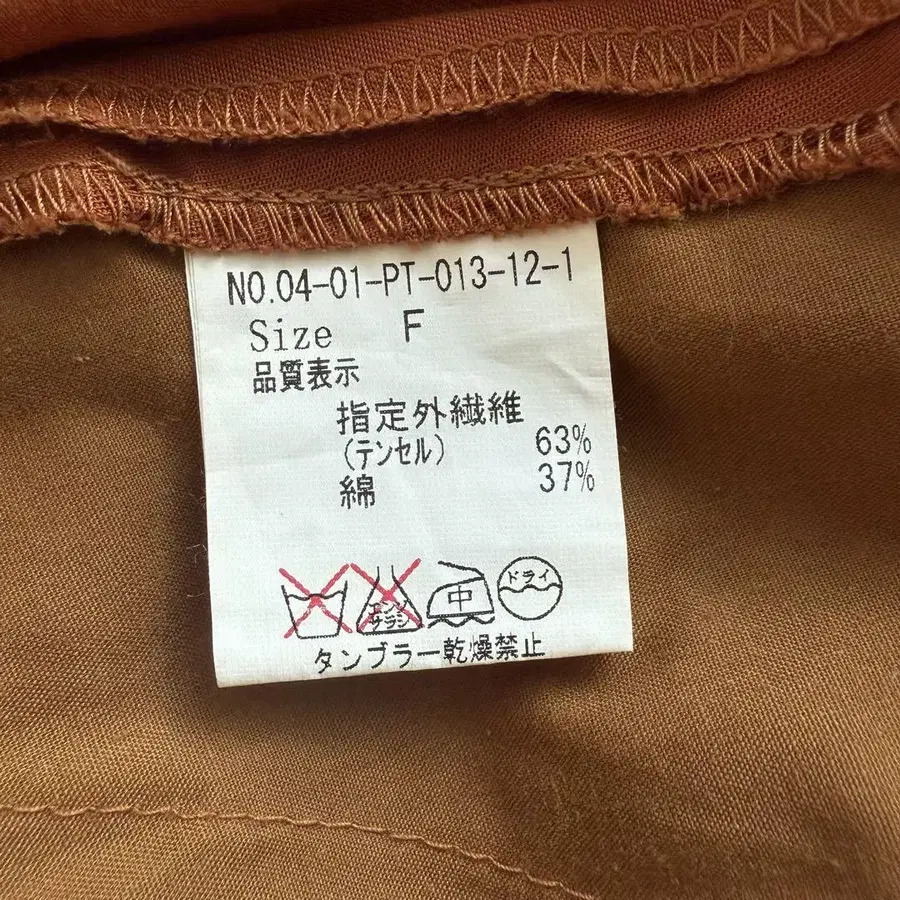 NO.04-01-PT-013-12-1
Size F
品質表示
指定外繊維
(テンセル) 63%
綿 37%
エンソ
サラシ
中
ドライ
タンブラー乾燥禁止